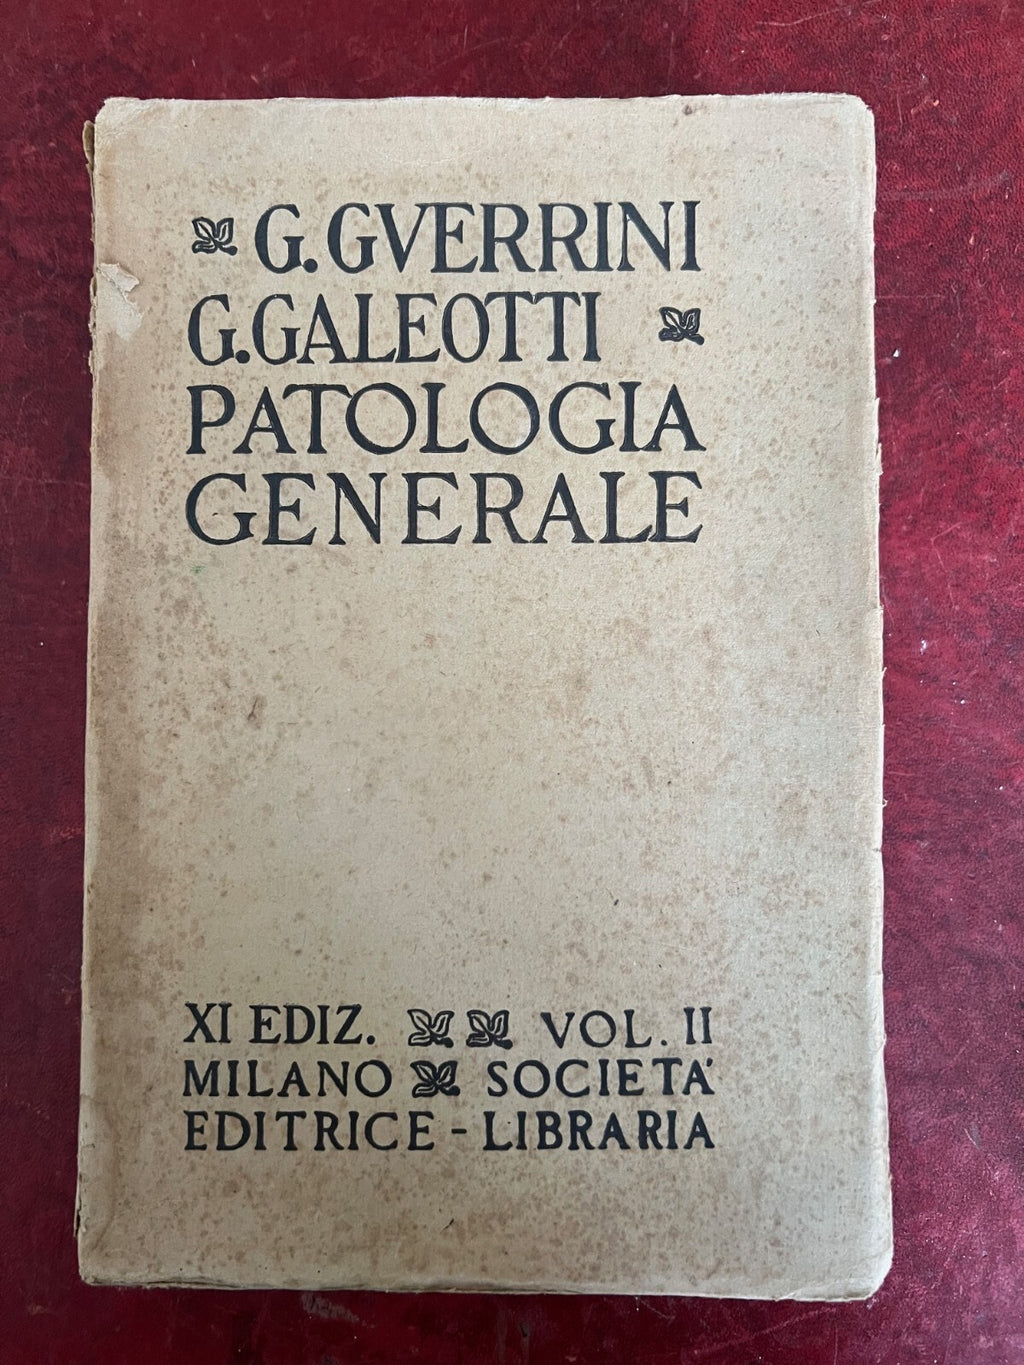 G. GVERRINI
G. GALEOTTI
PATOLOGIA
GENERALE
XI EDIZ. VOL. II
MILANO SOCIETA'
EDITRICE - LIBRARIA